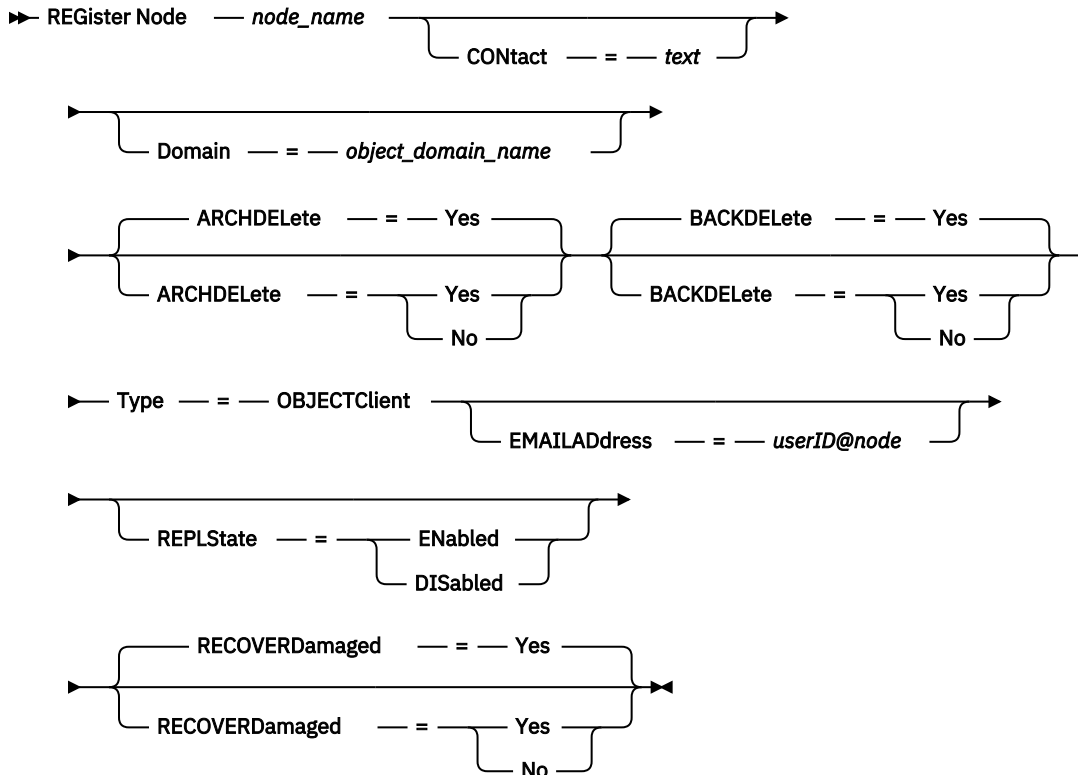 REGister Node — node_name
CONtact — = — text
Domain — = — object_domain_name
ARCHDELete — = — Yes BACKDELete — = — Yes
ARCHDELete — = Yes BACKDELete — = Yes
No No
Type — = — OBJECTClient
EMAILADdress — = — userID@node
REPLState — = ENabled
DISabled
RECOVERDamaged — = — Yes
RECOVERDamaged — = Yes
No